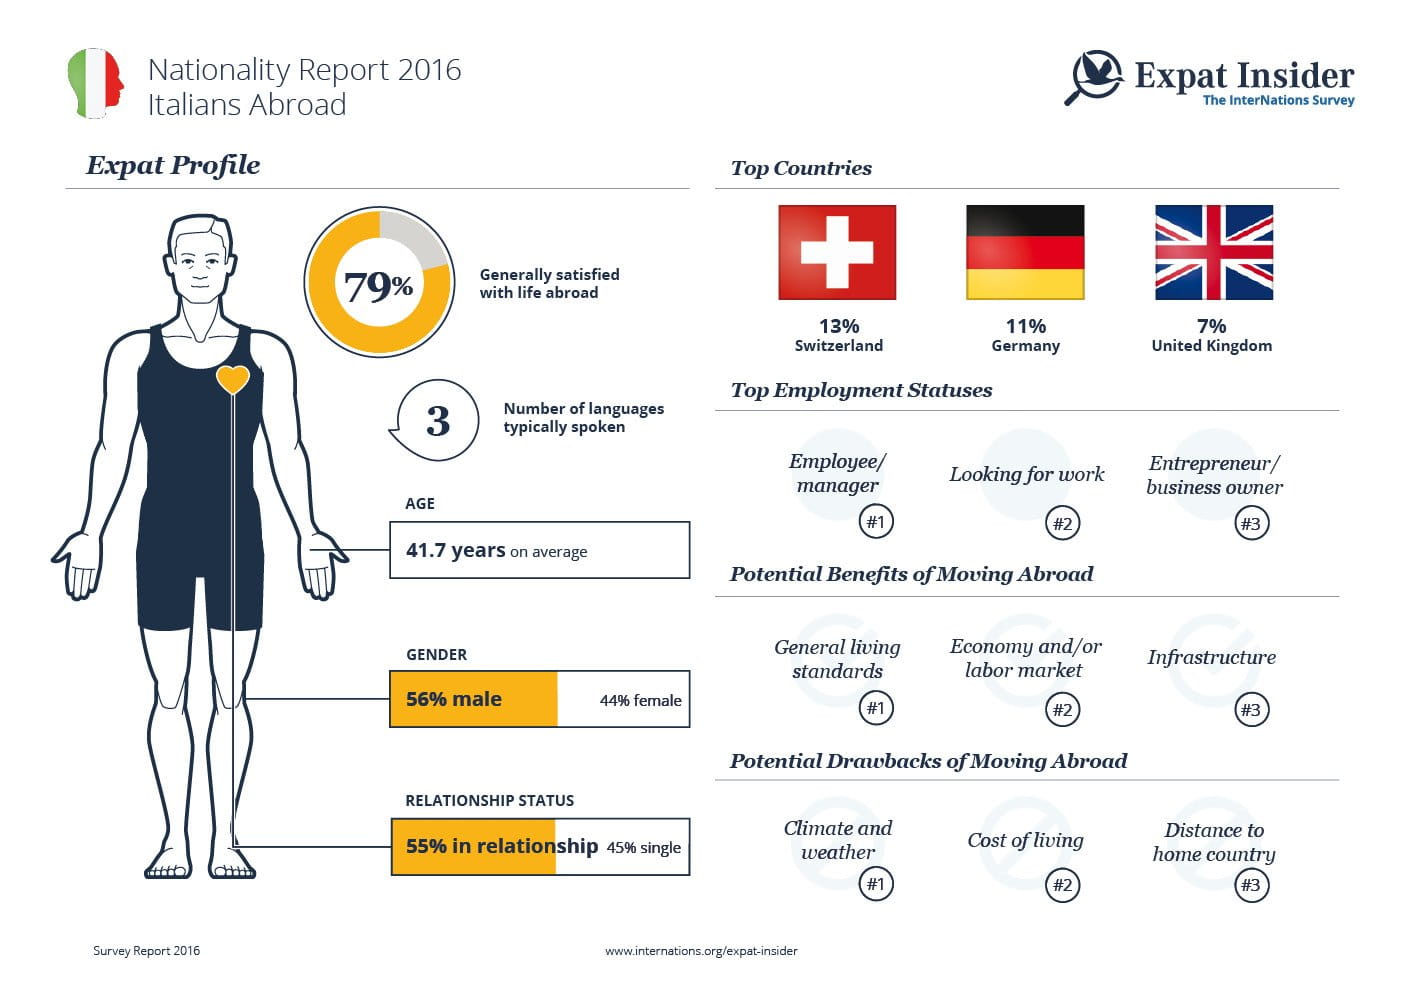 Nationality Report 2016
Italians Abroad
Expat Insider
The InterNations Survey
Expat Profile
79%
Generally satisfied
with life abroad
3
Number of languages
typically spoken
AGE
41.7 years on average
GENDER
56% male
44% female
RELATIONSHIP STATUS
55% in relationship
45% single
Top Countries
13%
Switzerland
11%
Germany
7%
United Kingdom
Top Employment Statuses
Employee/
manager
#1
Looking for work
#2
Entrepreneur/
business owner
#3
Potential Benefits of Moving Abroad
General living
standards
#1
Economy and/or
labor market
#2
Infrastructure
#3
Potential Drawbacks of Moving Abroad
Climate and
weather
#1
Cost of living
#2
Distance to
home country
#3
Survey Report 2016
www.internations.org/expat-insider